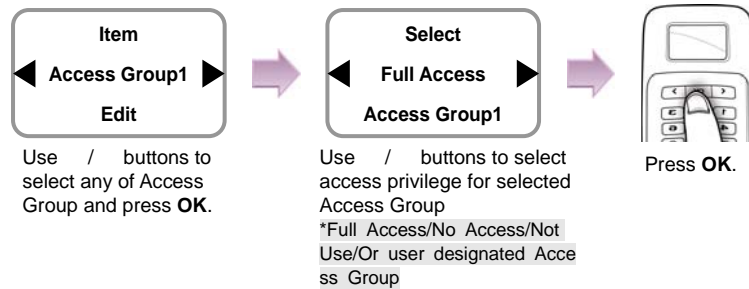 Item
Access Group1
Edit
Use / buttons to
select any of Access
Group and press OK.
Select
Full Access
Access Group1
Use / buttons to select
access privilege for selected
Access Group
*Full Access/No Access/Not
Use/Or user designated Acce
ss Group
Press OK.